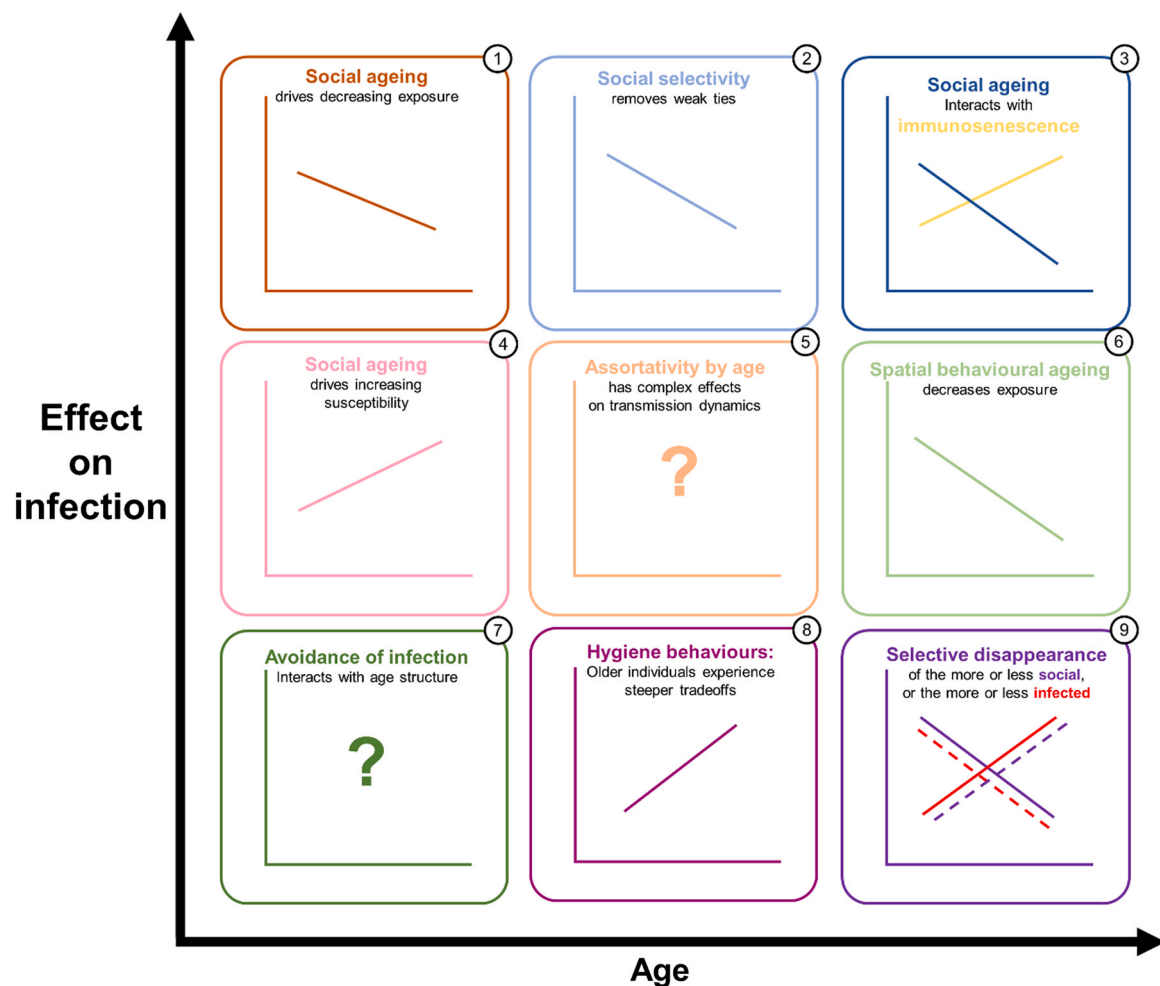 1
Social ageing
drives decreasing exposure
2
Social selectivity
removes weak ties
3
Social ageing
Interacts with
immunosenescence
4
Social ageing
drives increasing
susceptibility
5
Assortativity by age
has complex effects
on transmission dynamics
?
6
Spatial behavioural ageing
decreases exposure
Effect
on
infection
7
Avoidance of infection
Interacts with age structure
?
8
Hygiene behaviours:
Older individuals experience
steeper tradeoffs
9
Selective disappearance
of the more or less social,
or the more or less infected
Age